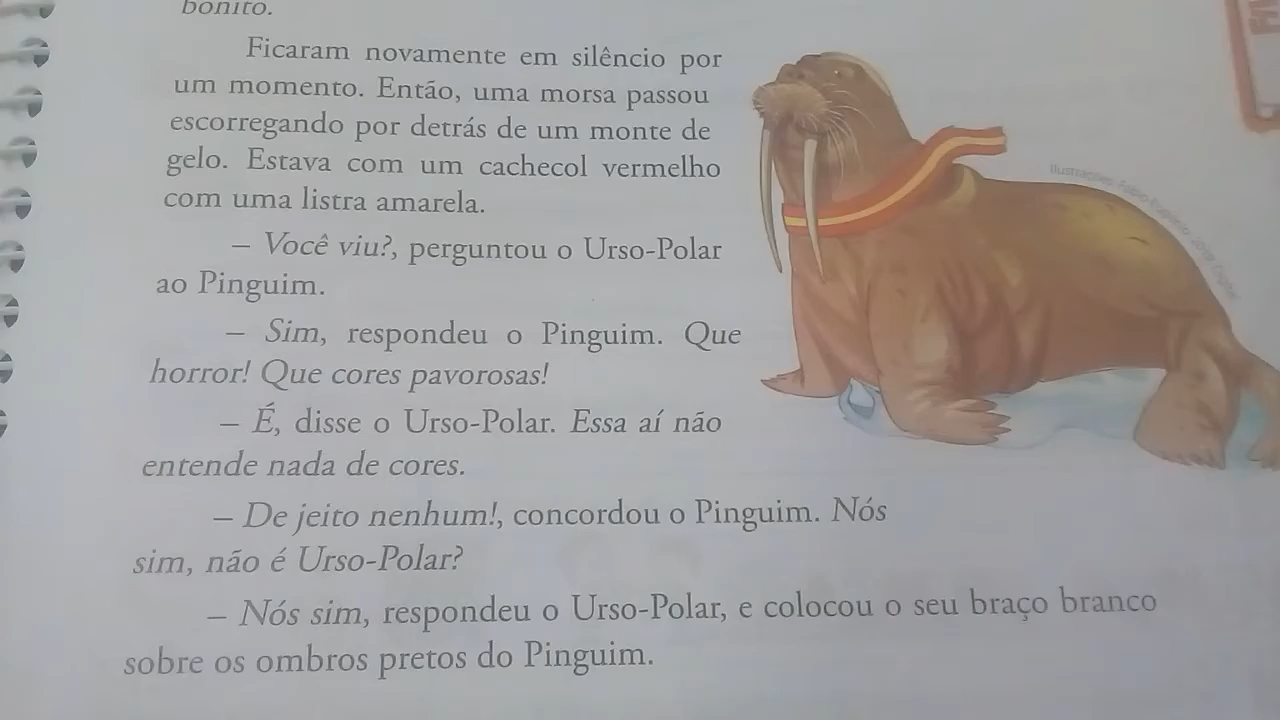 bonito.
Ficaram novamente em silêncio por
um momento. Então, uma morsa passou
escorregando por detrás de um monte de
gelo. Estava com um cachecol vermelho
com uma listra amarela.
– Você viu?, perguntou o Urso-Polar
ao Pinguim.
– Sim, respondeu o Pinguim. Que
horror! Que cores pavorosas!
– É, disse o Urso-Polar. Essa aí não
entende nada de cores.
– De jeito nenhum!, concordou o Pinguim. Nós
sim, não é Urso-Polar?
– Nós sim, respondeu o Urso-Polar, e colocou o seu braço branco
sobre os ombros pretos do Pinguim.
Ilustrações: